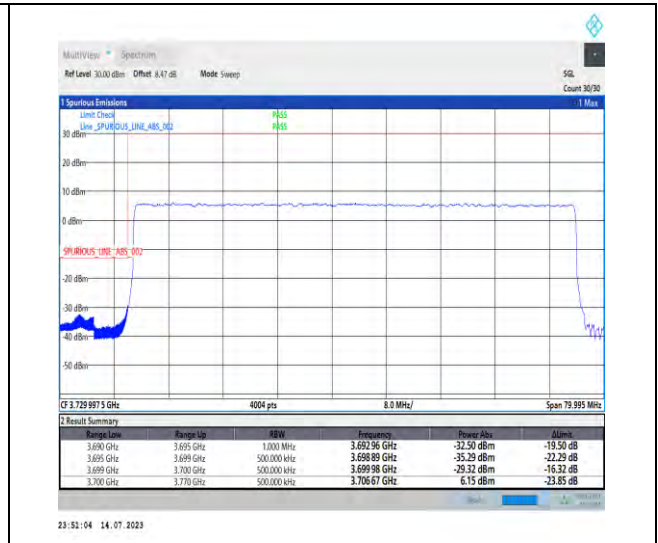 MultiView Spectrum
Ref Level 30.00 dBm Offset 8.47 dB Mode Sweep SGL
Count 30/30
1 Spurious Emissions 1 Max
Limit Check PASS
Line _SPURIOUS_LINE_ABS_002 PASS
30 dBm
20 dBm
10 dBm
0 dBm
_SPURIOUS_LINE_ABS_002
-20 dBm
-30 dBm
-40 dBm
-50 dBm
CF 3.729 997 5 GHz 4004 pts 8.0 MHz/ Span 79.995 MHz
2 Result Summary
Range Low Range Up RBW Frequency Power Abs ΔLimit
3.690 GHz 3.695 GHz 1.000 MHz 3.692 96 GHz -32.50 dBm -19.50 dB
3.695 GHz 3.699 GHz 500.000 kHz 3.698 89 GHz -35.29 dBm -22.29 dB
3.699 GHz 3.700 GHz 500.000 kHz 3.699 98 GHz -29.32 dBm -16.32 dB
3.700 GHz 3.770 GHz 500.000 kHz 3.706 67 GHz 6.15 dBm -23.85 dB
23:51:04 14.07.2023